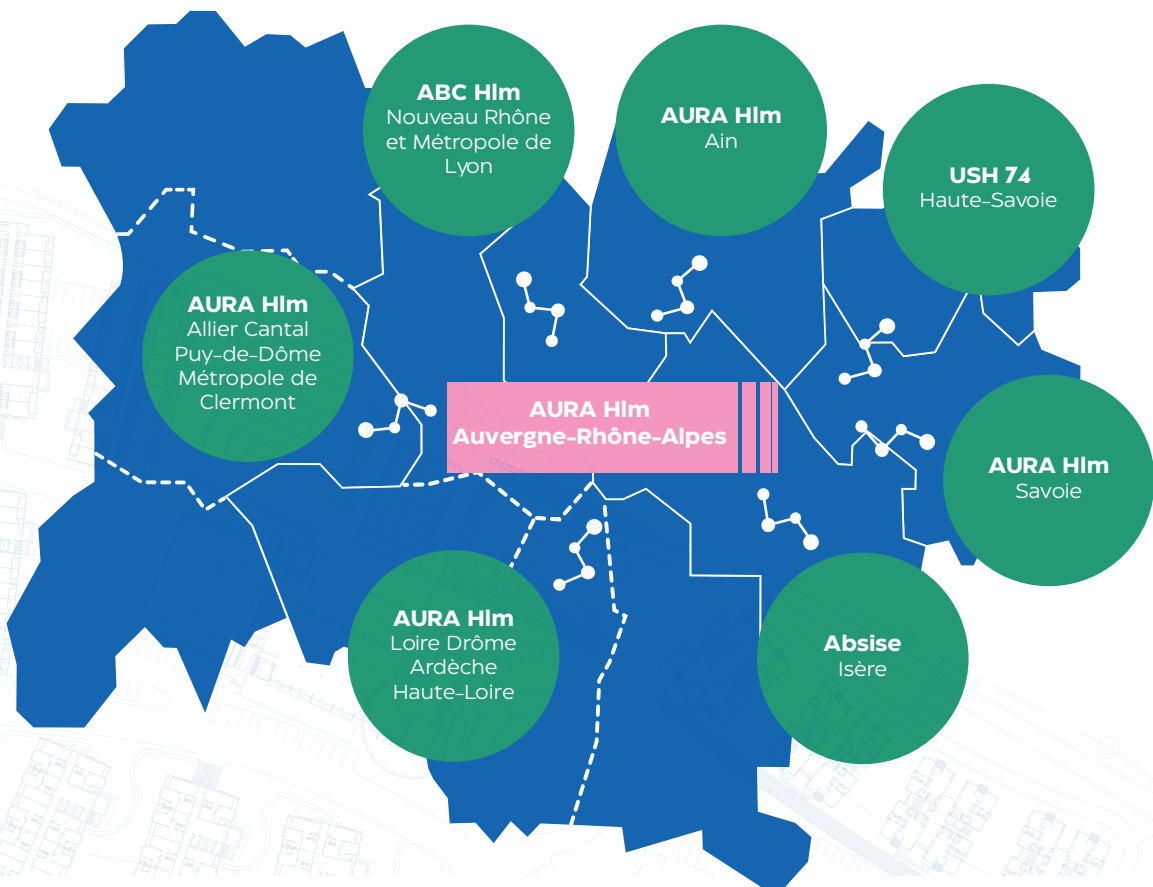 ABC Hlm
Nouveau Rhône
et Métropole de
Lyon
AURA Hlm
Ain
USH 74
Haute-Savoie
AURA Hlm
Allier Cantal
Puy-de-Dôme
Métropole de
Clermont
AURA Hlm
Auvergne-Rhône-Alpes
AURA Hlm
Savoie
AURA Hlm
Loire Drôme
Ardèche
Haute-Loire
Absise
Isère